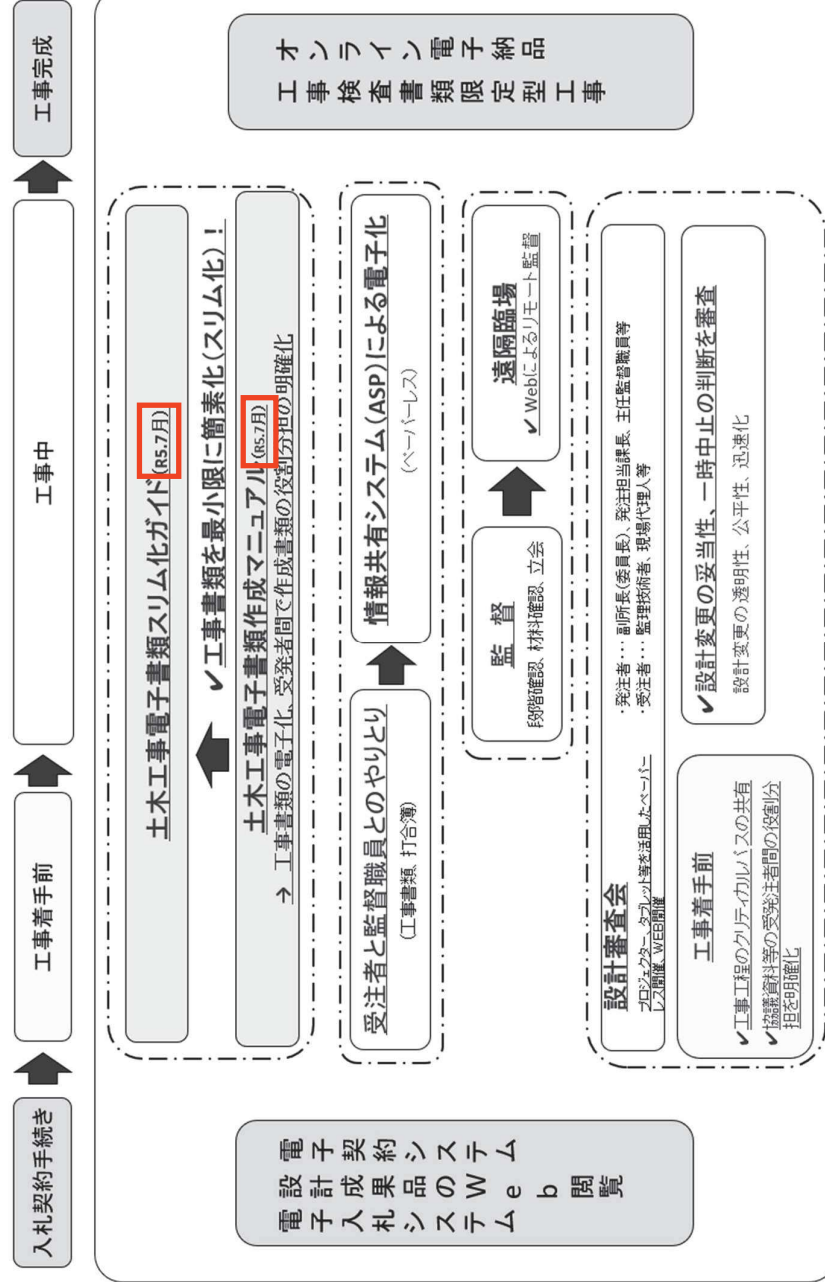 入札契約手続き
工事着手前
工事中
工事完成
電子契約システム
設計成果品のWeb閲覧
電子入札システム
土木工事電子書類スリム化ガイド(R5.7月)
✔工事書類を最小限に簡素化(スリム化)!
土木工事電子書類作成マニュアル(R5.7月)
→ 工事書類の電子化、受発者間で作成書類の役割分担の明確化
受注者と監督職員とのやりとり
(工事書類、打合簿)
情報共有システム(ASP)による電子化
(ペーパーレス)
監 督
段階確認、材料確認、立会
遠隔臨場
✔Webによるリモート監督
設計審査会
プロジェクター、タブレット等を活用したペーパー
レス開催、WEB開催
・発注者・・・副所長(委員長)、発注担当課長、主任監督職員等
・受注者・・・監理技術者、現場代理人等
工事着手前
✔工事工程のクリティカルパスの共有
✔協議資料等の受発注者間の役割分
担を明確化
✔設計変更の妥当性、一時中止の判断を審査
設計変更の透明性、公平性、迅速化
オンライン電子納品
工事検査書類限定型工事